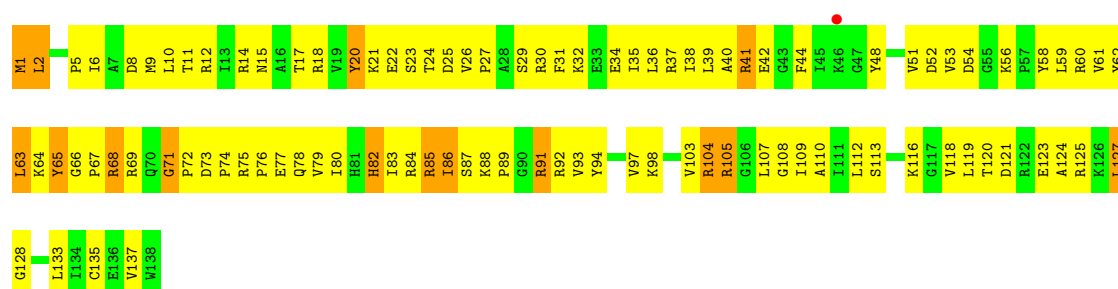 M1 L2 P5 I6 A7 D8 M9 L10 T11 R12 I13 R14 N15 A16 T17 R18 V19 Y20 K21 E22 S23 T24 D25 V26 P27 A28 S29 R30 F31 K32 E33 E34 I35 L36 R37 I38 L39 A40 R41 E42 G43 F44 I45 K46 G47 Y48 V51 D52 V53 D54 G55 K56 P57 Y58 L59 R60 V61 Y62
L63 K64 Y65 G66 P67 R68 R69 Q70 G71 P72 D73 P74 R75 P76 E77 Q78 V79 I80 H81 H82 I83 R84 R85 I86 S87 K88 P89 G90 R91 R92 V93 Y94 V97 K98 V103 R104 R105 G106 L107 G108 I109 A110 I111 L112 S113 K116 G117 V118 L119 T120 D121 R122 E123 A124 R125 K126 L127
G128 L133 I134 C135 E136 V137 W138